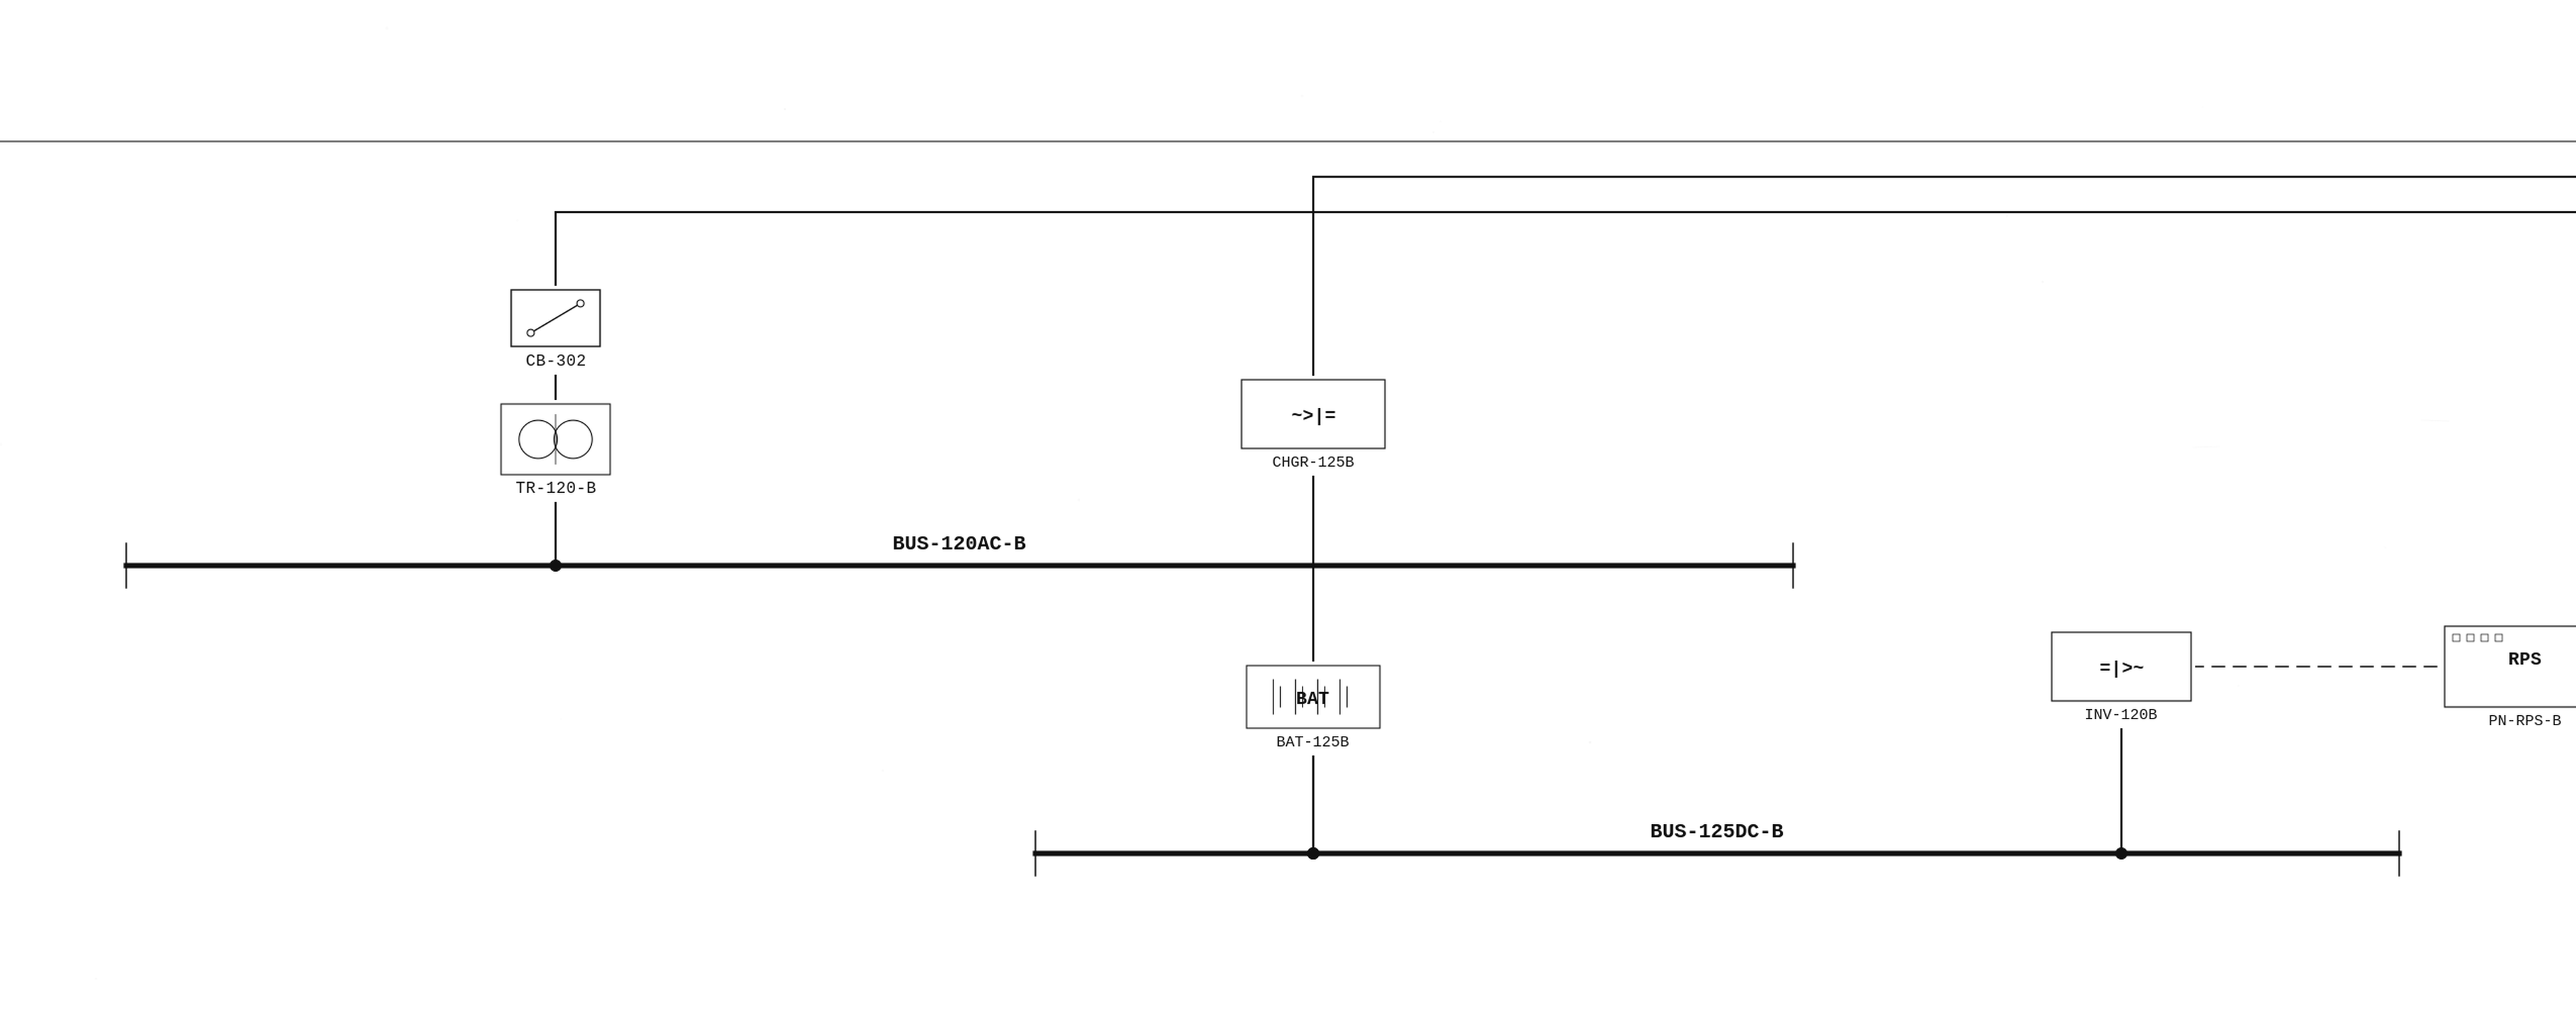 CB-302
~>|=
CHGR-125B
TR-120-B
BUS-120AC-B
=|>~
RPS
BAT
INV-120B
PN-RPS-B
BAT-125B
BUS-125DC-B